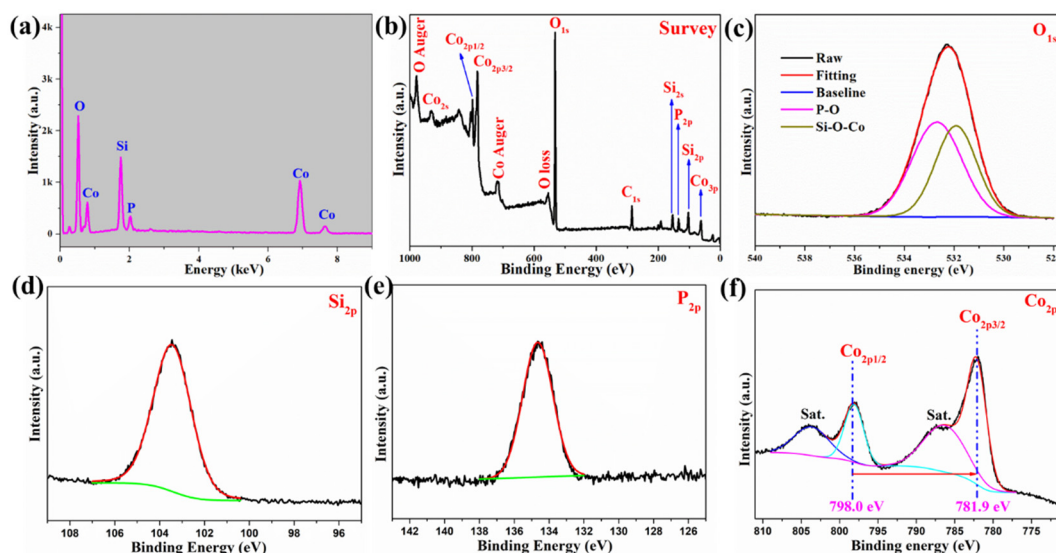 (a)
4k
3k
2k
1k
0
Intensity (a.u.)
O
Co
Si
P
Co
Co
0 2 4 6 8
Energy (keV)
(b)
Survey
O Auger
Co2s
Co2p1/2
Co2p3/2
Co Auger
O loss
O1s
C1s
Si2s
P2p
Si2p
Co3p
Intensity (a.u.)
1000 800 600 400 200 0
Binding Energy (eV)
(c)
O1s
Raw
Fitting
Baseline
P-O
Si-O-Co
Intensity (a.u.)
540 538 536 534 532 530 528
Binding energy (eV)
(d)
Si2p
Intensity (a.u.)
108 106 104 102 100 98 96
Binding Energy (eV)
(e)
P2p
Intensity (a.u.)
142 140 138 136 134 132 130 128 126 124 122
Binding Energy (eV)
(f)
Co2p
Co2p3/2
Co2p1/2
Sat.
Sat.
798.0 eV
781.9 eV
Intensity (a.u.)
810 805 800 795 790 785 780 775
Binding energy (eV)